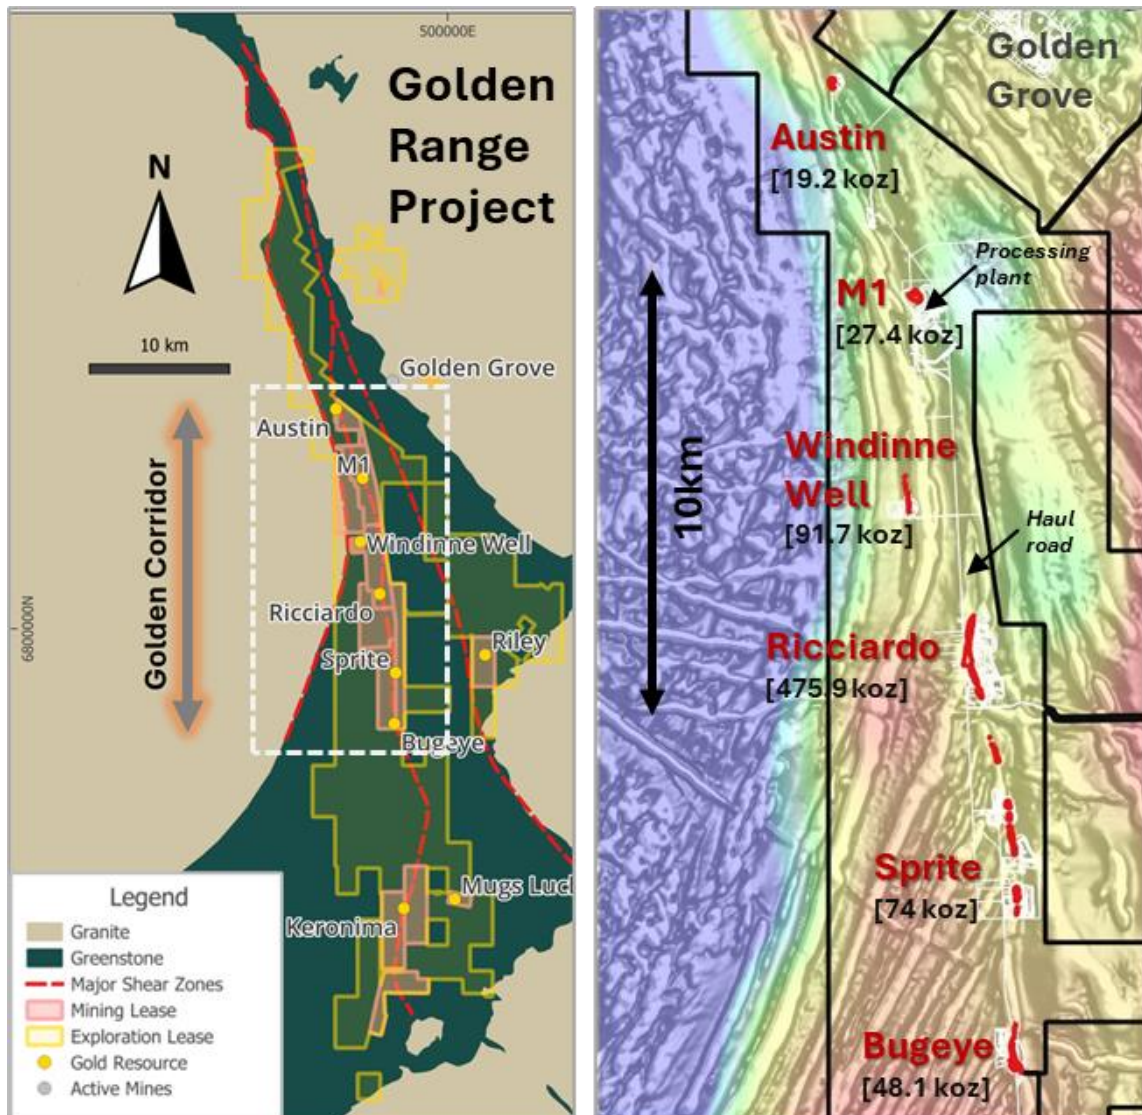 500000E
Golden
Range
Project
N
10 km
Golden Grove
Austin
M1
Golden Corridor
Windinne Well
6800000N
Ricciardo
Riley
Sprite
Bugeye
Mugs Luck
Keronima
Legend
Granite
Greenstone
Major Shear Zones
Mining Lease
Exploration Lease
Gold Resource
Active Mines
Golden
Grove
Austin
[19.2 koz]
Processing
plant
M1
[27.4 koz]
10km
Windinne
Well
[91.7 koz]
Haul
road
Ricciardo
[475.9 koz]
Sprite
[74 koz]
Bugeye
[48.1 koz]